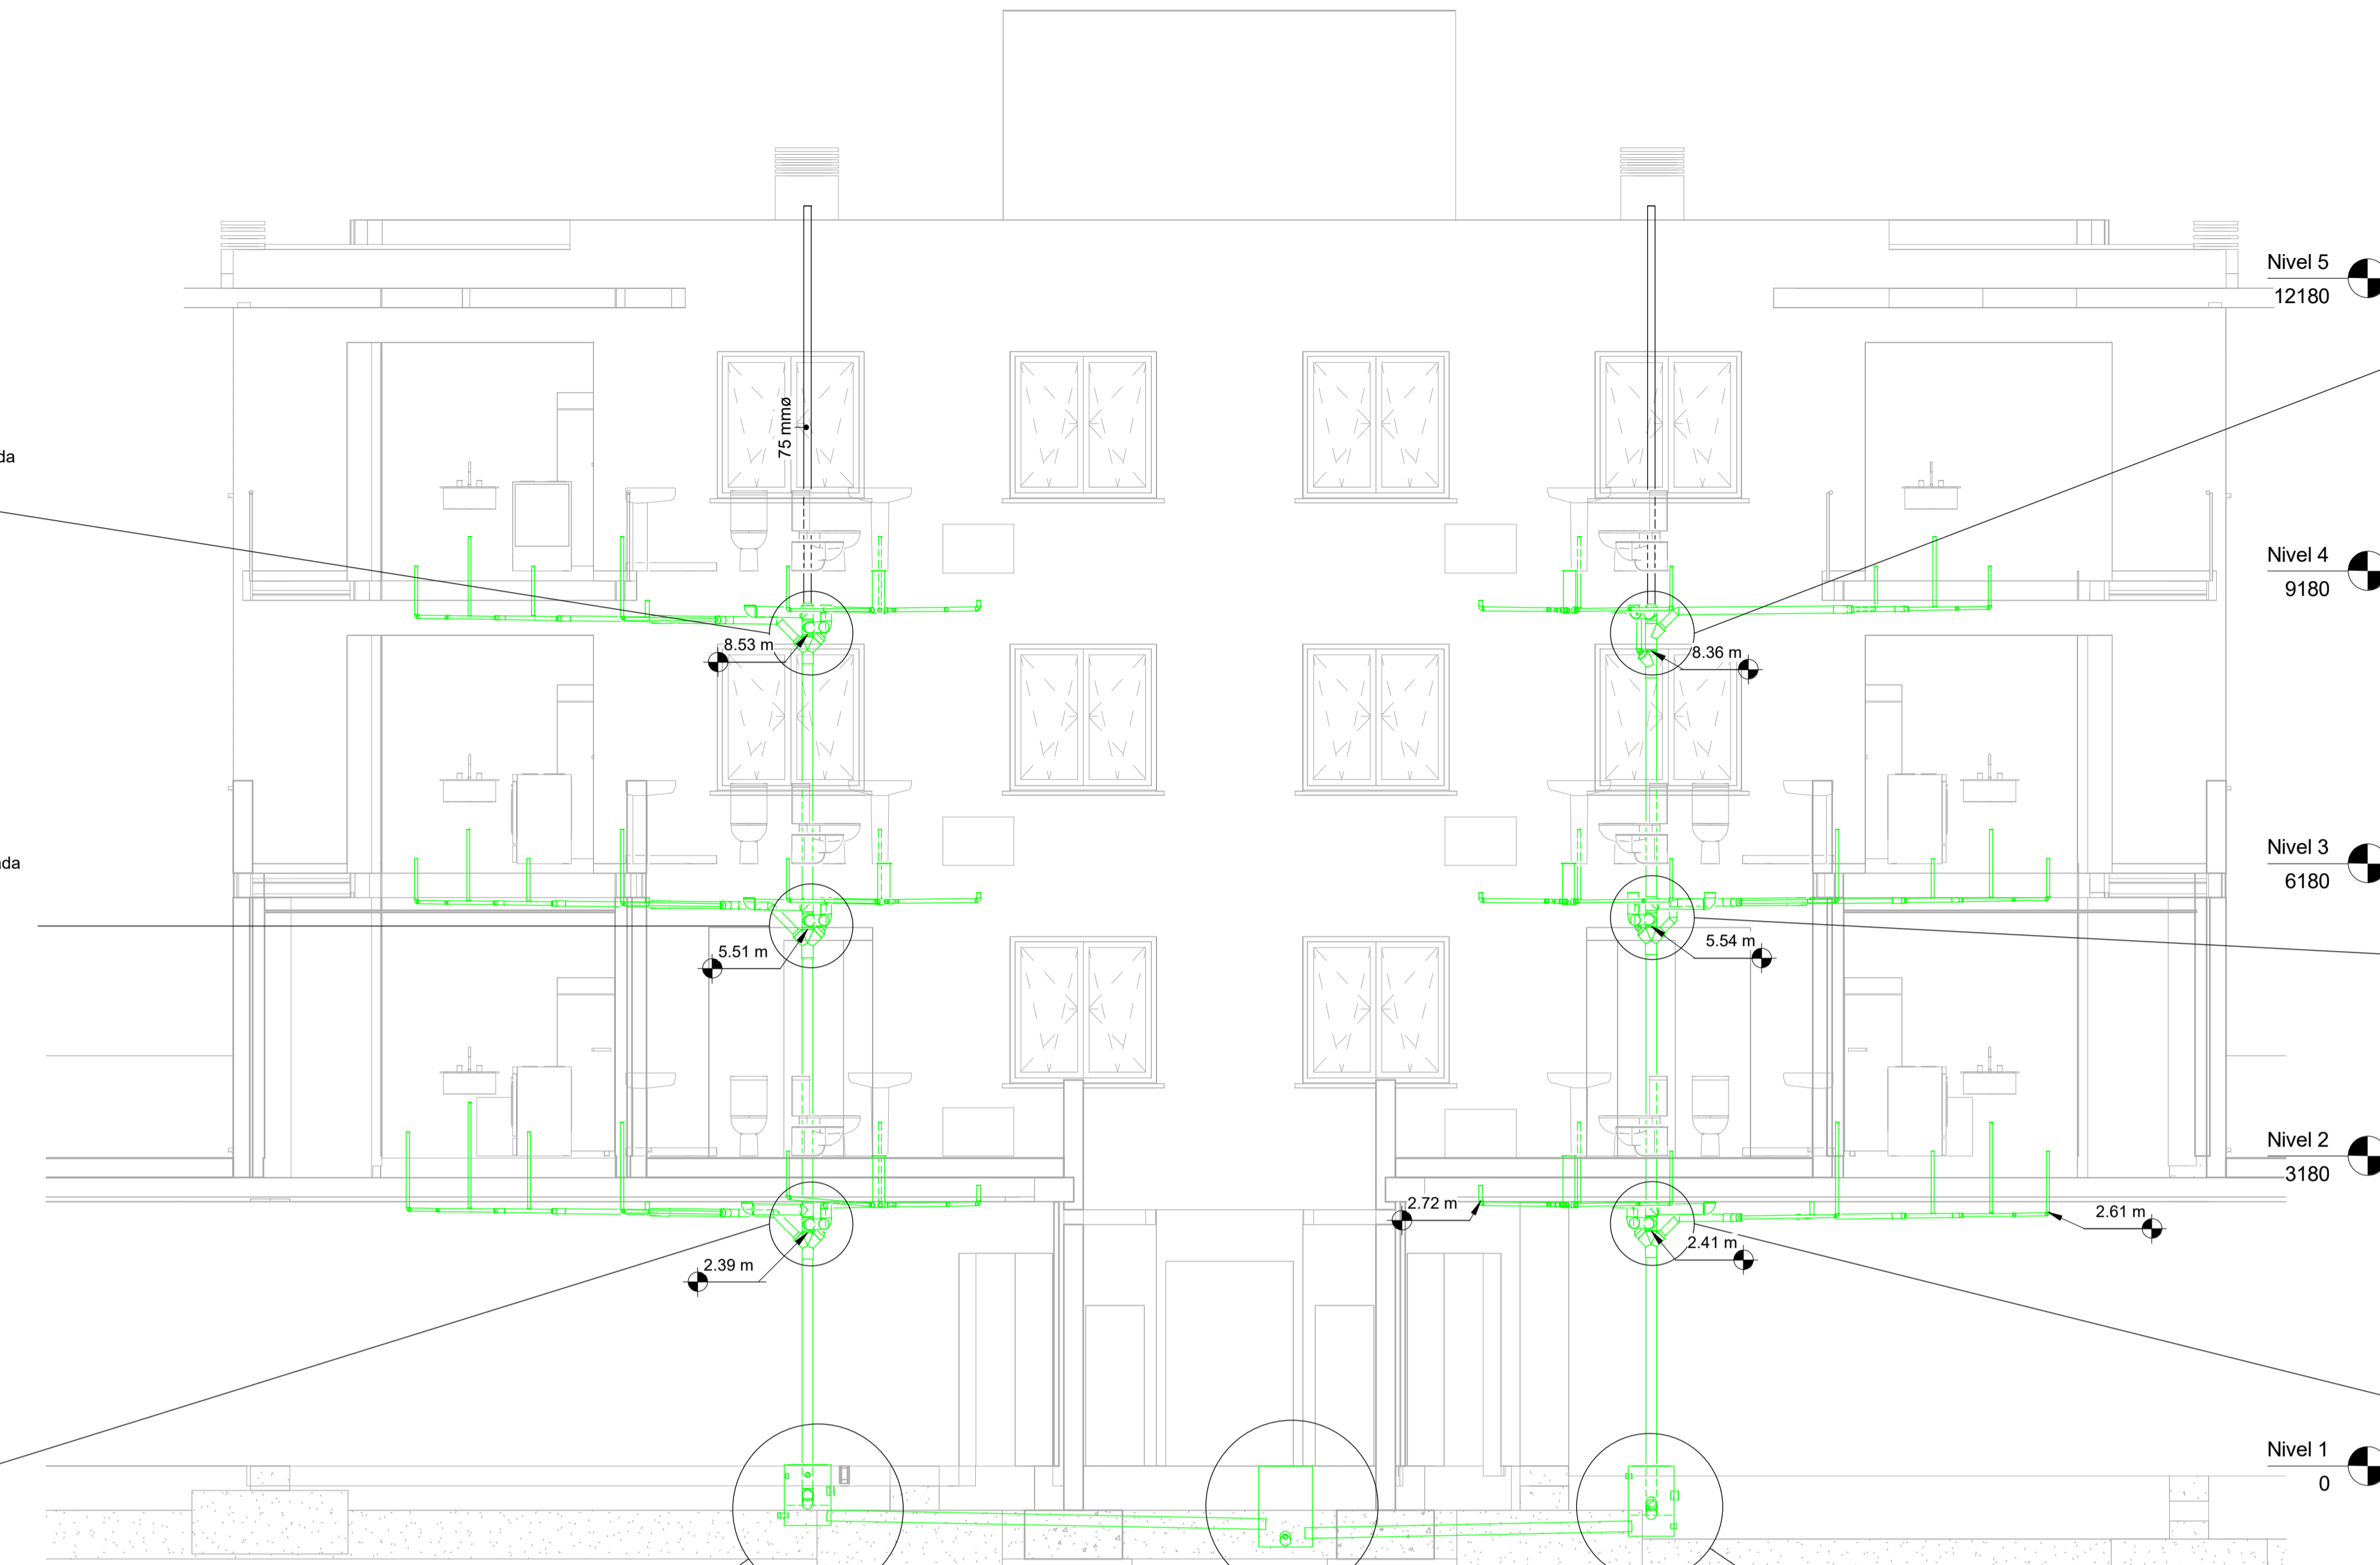 Nivel 5
12180
75 mmø
da
Nivel 4
9180
8.53 m
8.36 m
Nivel 3
6180
da
5.51 m
5.54 m
Nivel 2
3180
2.72 m
2.61 m
2.41 m
2.39 m
Nivel 1
0